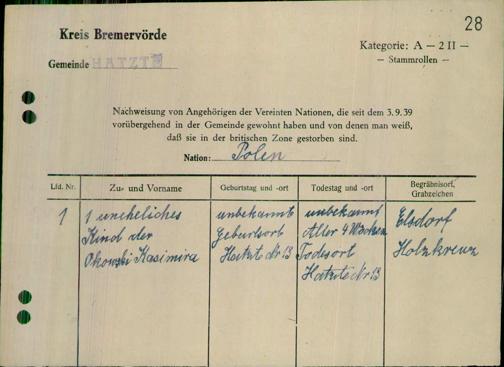 28
Kreis Bremervörde
Kategorie: A — 2 II —
Gemeinde HATZTE
— Stammrollen —
Nachweisung von Angehörigen der Vereinten Nationen, die seit dem 3.9.39
vorübergehend in der Gemeinde gewohnt haben und von denen man weiß,
daß sie in der britischen Zone gestorben sind.
Nation: Polen
Lfd. Nr. Zu- und Vorname Geburtstag und -ort Todestag und -ort Begräbnisort, Grabzeichen
1 1 uneheliches unbekannt unbekannt Elsdorf
Kind der Geburtsort Alter 4 Wochen Holzkreuz
Okowski Kasimira Hatzte Nr 13 Todesort
Hatzte Nr 13